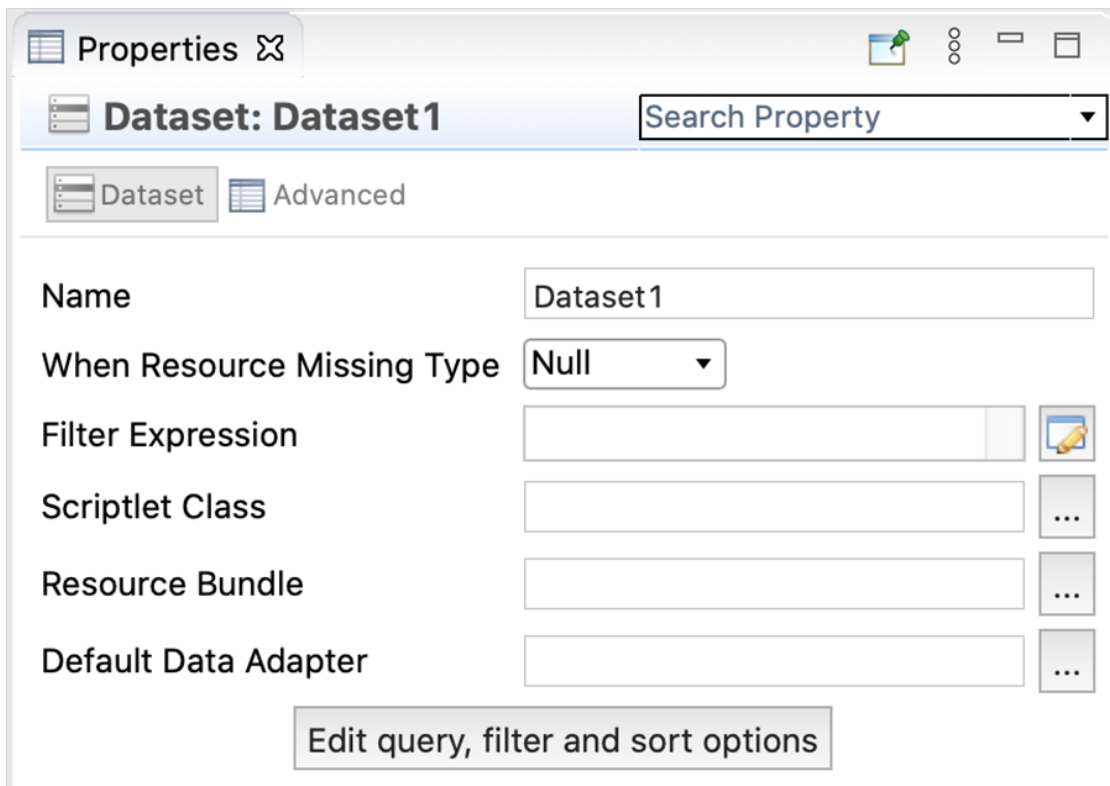 Properties
Dataset: Dataset1
Search Property
Dataset Advanced
Name Dataset1
When Resource Missing Type Null
Filter Expression
Scriptlet Class ...
Resource Bundle ...
Default Data Adapter ...
Edit query, filter and sort options